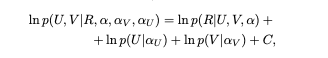 ln p(U, V|R, α, α_V, α_U) = ln p(R|U, V, α) +
+ ln p(U|α_U) + ln p(V|α_V) + C,